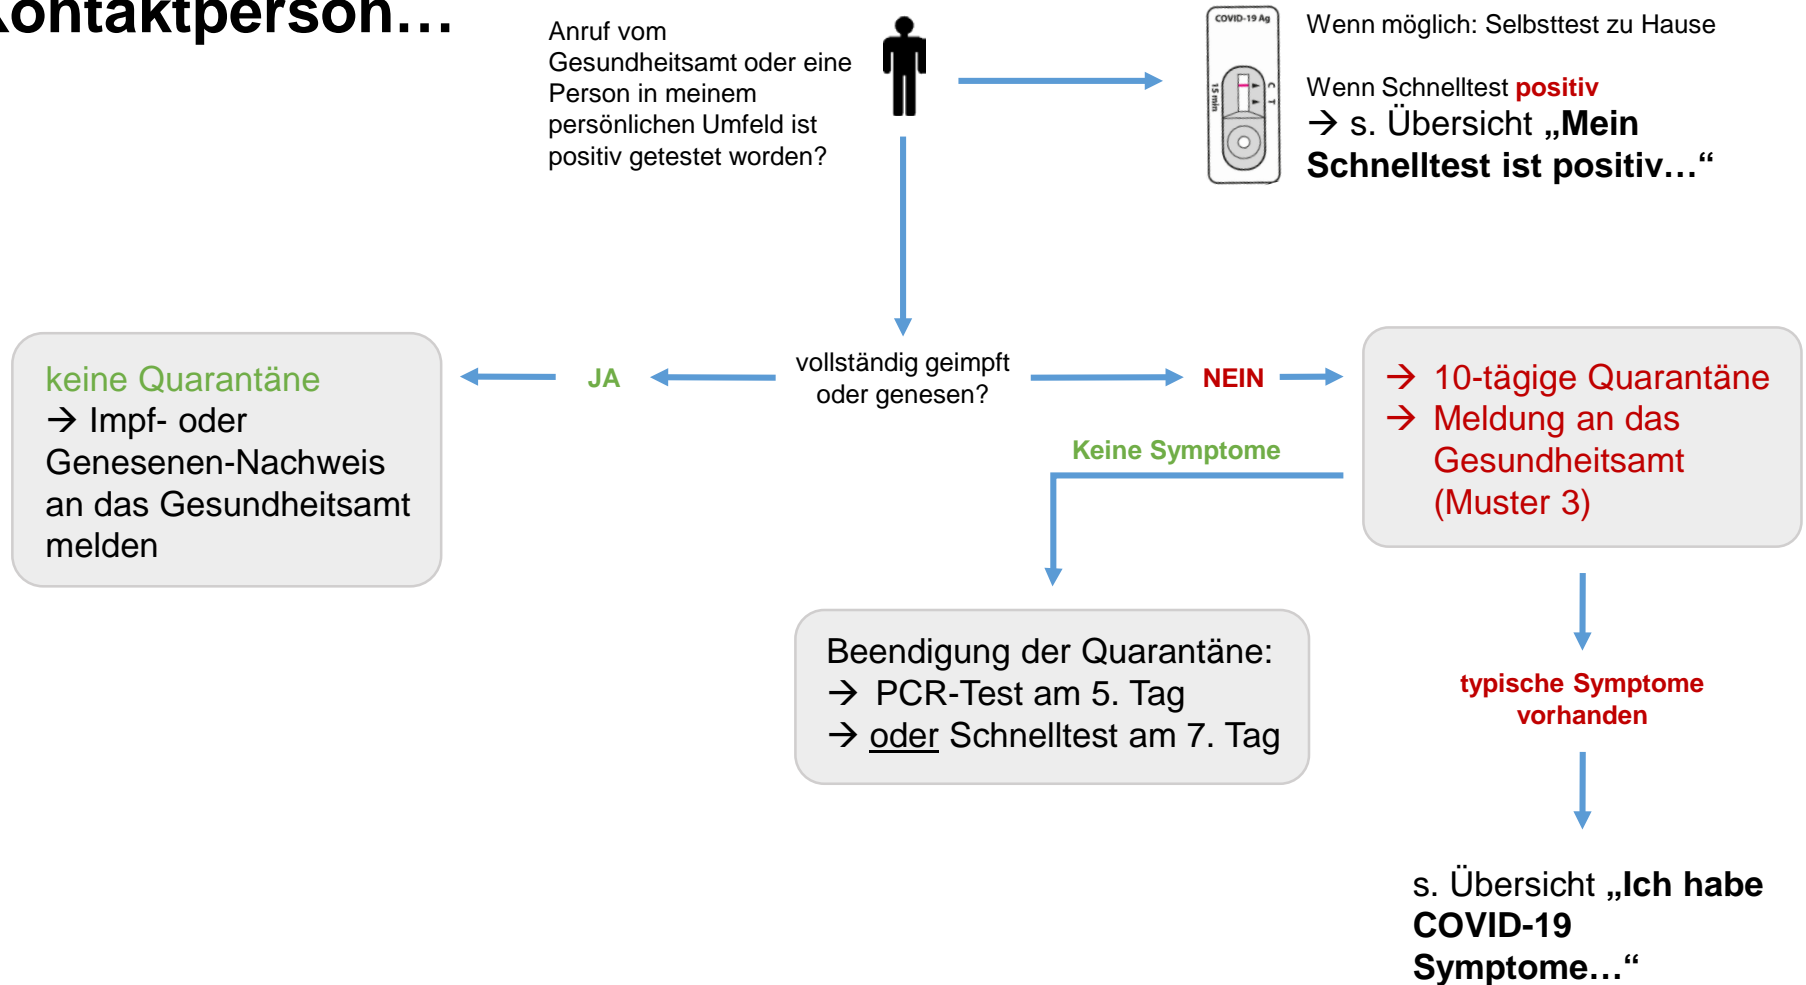 Kontaktperson…
Anruf vom
Gesundheitsamt oder eine
Person in meinem
persönlichen Umfeld ist
positiv getestet worden?
COVID-19 Ag
C T
15 min
Wenn möglich: Selbsttest zu Hause
Wenn Schnelltest positiv
→ s. Übersicht „Mein
Schnelltest ist positiv…“
keine Quarantäne
→ Impf- oder
Genesenen-Nachweis
an das Gesundheitsamt
melden
JA
vollständig geimpft
oder genesen?
NEIN
→ 10-tägige Quarantäne
→ Meldung an das
Gesundheitsamt
(Muster 3)
Keine Symptome
Beendigung der Quarantäne:
→ PCR-Test am 5. Tag
→ oder Schnelltest am 7. Tag
typische Symptome
vorhanden
s. Übersicht „Ich habe
COVID-19
Symptome…“